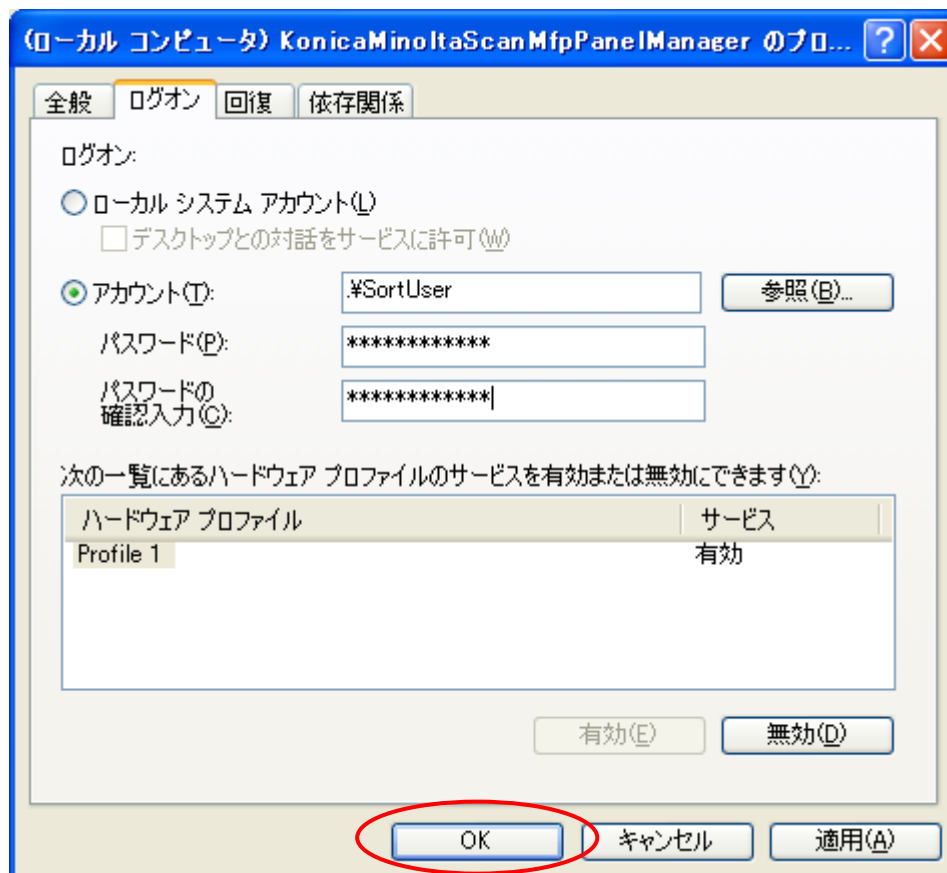 (ローカル コンピュータ) KonicaMinoltaScanMfpPanelManager のプロ...
全般 ログオン 回復 依存関係
ログオン:
ローカル システム アカウント(L)
デスクトップとの対話をサービスに許可(W)
アカウント(T): .¥SortUser 参照(B)...
パスワード(P): ************
パスワードの
確認入力(C): ************
次の一覧にあるハードウェア プロファイルのサービスを有効または無効にできます(Y):
ハードウェア プロファイル サービス
Profile 1 有効
有効(E) 無効(D)
OK キャンセル 適用(A)